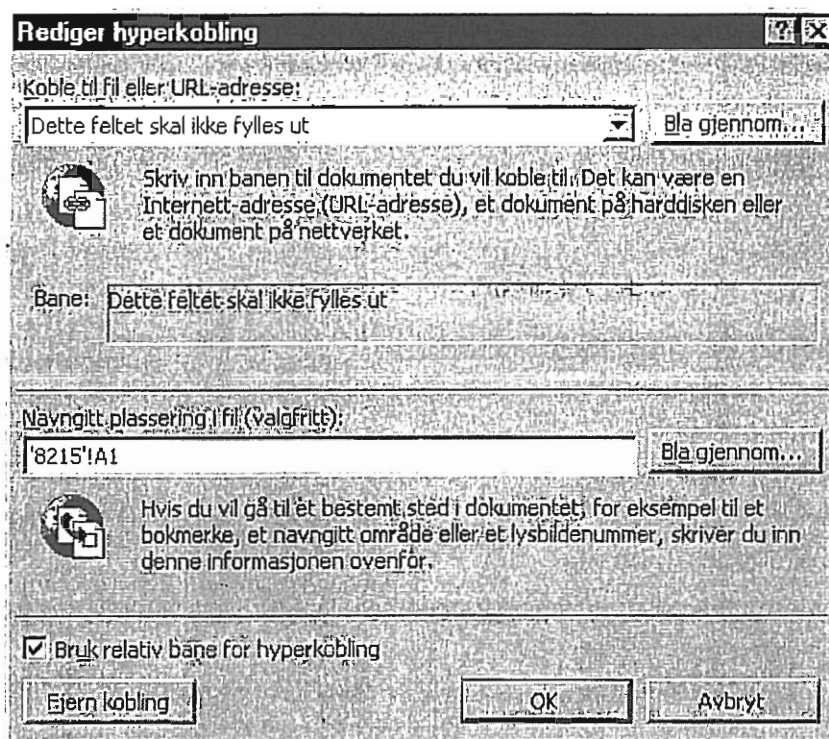 Rediger hyperkobling
Koble til fil eller URL-adresse:
Dette feltet skal ikke fylles ut
Bla gjennom...
Skriv inn banen til dokumentet du vil koble til. Det kan være en
Internett-adresse (URL-adresse), et dokument på harddisken eller
et dokument på nettverket.
Bane: Dette feltet skal ikke fylles ut
Navngitt plassering i fil (valgfritt):
'8215'!A1
Bla gjennom...
Hvis du vil gå til et bestemt sted i dokumentet, for eksempel til et
bokmerke, et navngitt område eller et lysbildenummer, skriver du inn
denne informasjonen ovenfor.
Bruk relativ bane for hyperkobling
Fjern kobling
OK
Avbryt